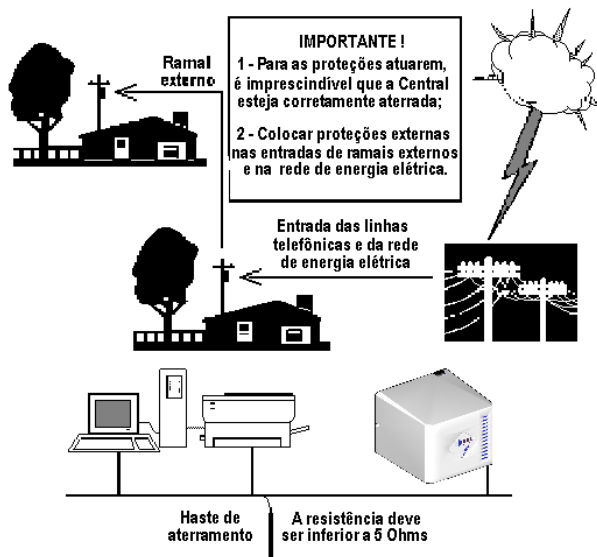 IMPORTANTE !
1 - Para as proteções atuarem,
é imprescindível que a Central
esteja corretamente aterrada;
2 - Colocar proteções externas
nas entradas de ramais externos
e na rede de energia elétrica.
Ramal
externo
Entrada das linhas
telefônicas e da rede
de energia elétrica
Haste de
aterramento
A resistência deve
ser inferior a 5 Ohms